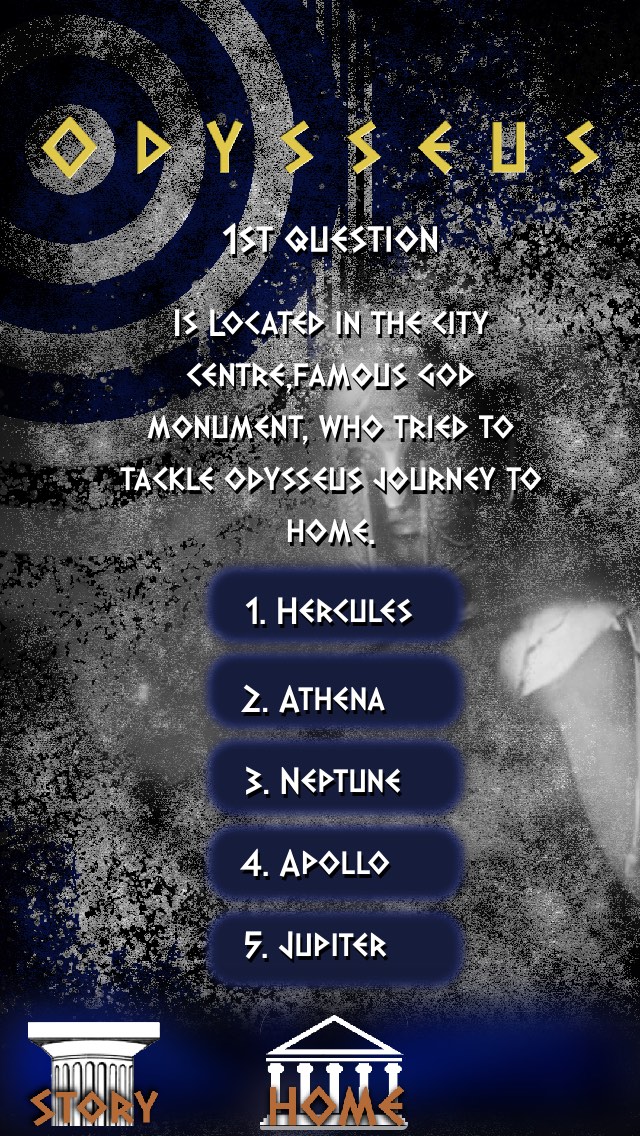 ODYSSEUS
1ST QUESTION
IS LOCATED IN THE CITY
CENTRE,FAMOUS GOD
MONUMENT, WHO TRIED TO
TACKLE ODYSSEUS JOURNEY TO
HOME.
1. HERCULES
2. ATHENA
3. NEPTUNE
4. APOLLO
5. JUPITER
STORY
HOME